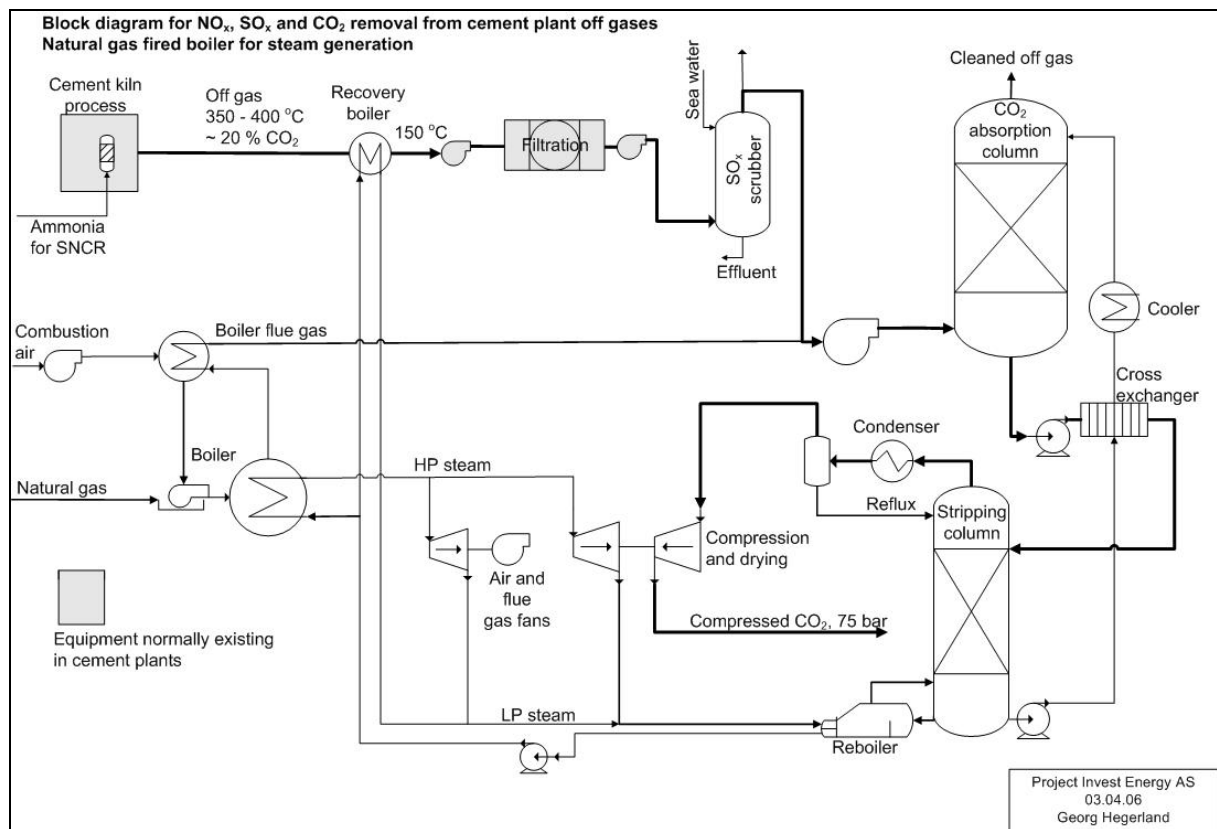 Block diagram for NOₓ, SOₓ and CO₂ removal from cement plant off gases
Natural gas fired boiler for steam generation
Cement kiln
process
Off gas
350 - 400 °C
~ 20 % CO₂
Recovery
boiler
150 °C
Filtration
Sea water
SOₓ
scrubber
Effluent
Cleaned off gas
CO₂
absorption
column
Ammonia
for SNCR
Cooler
Combustion
air
Boiler flue gas
Cross
exchanger
Boiler
Natural gas
HP steam
Condenser
Reflux
Stripping
column
Compression
and drying
Air and
flue
gas fans
Compressed CO₂, 75 bar
Equipment normally existing
in cement plants
LP steam
Reboiler
Project Invest Energy AS
03.04.06
Georg Hegerland